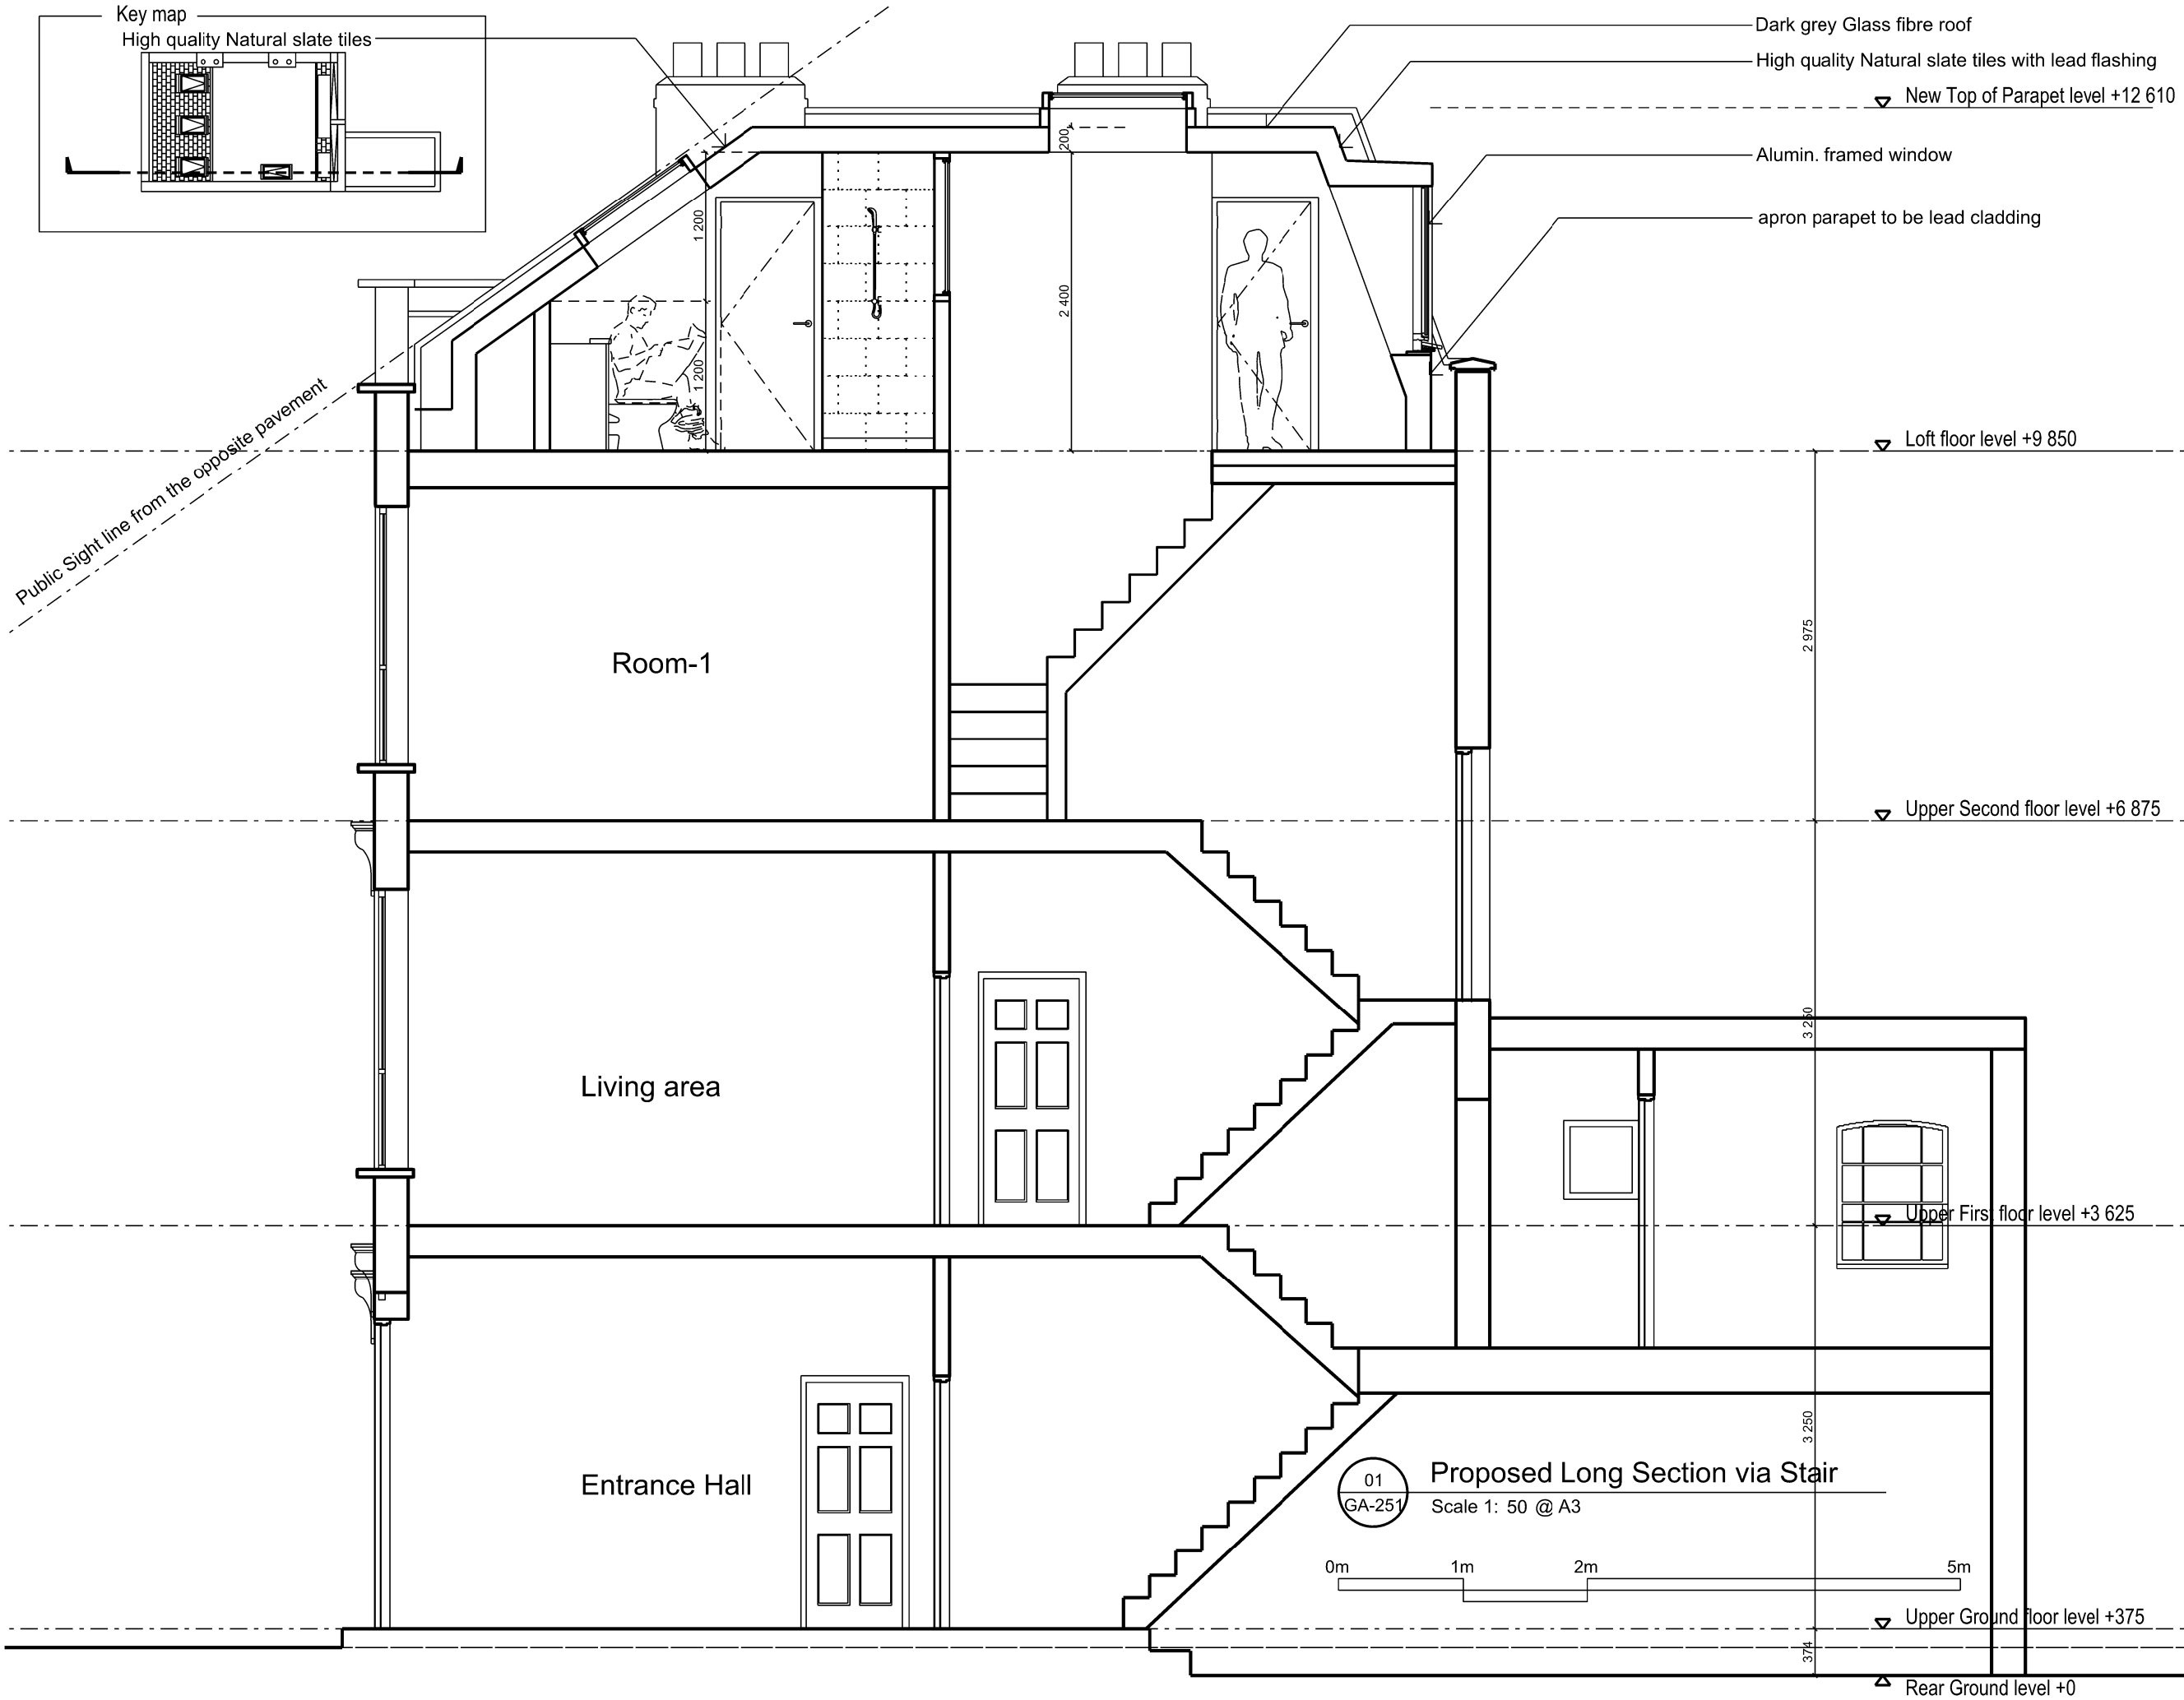 Key map
High quality Natural slate tiles
Dark grey Glass fibre roof
High quality Natural slate tiles with lead flashing
New Top of Parapet level +12 610
200
Alumin. framed window
1 200
apron parapet to be lead cladding
2 400
1 200
Public Sight line from the opposite pavement
Loft floor level +9 850
2 975
Room-1
Upper Second floor level +6 875
3 250
Living area
Upper First floor level +3 625
3 250
Entrance Hall
01
GA-251
Proposed Long Section via Stair
Scale 1: 50 @ A3
0m 1m 2m 5m
Upper Ground floor level +375
374
Rear Ground level +0